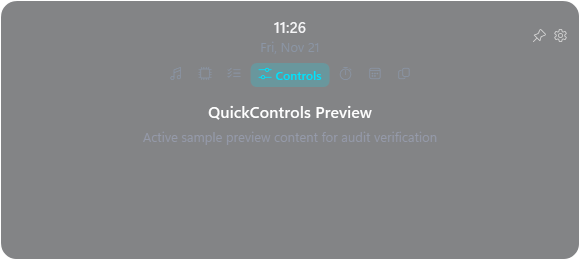 11:26
Fri, Nov 21
Controls
QuickControls Preview
Active sample preview content for audit verification